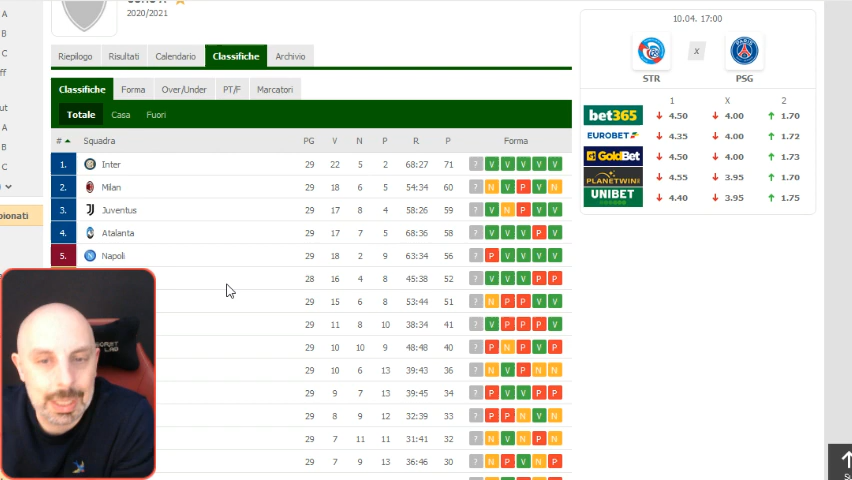 2020/2021
A
B
C
ff
ut
A
B
C
pionati
Riepilogo Risultati Calendario Classifiche Archivio
Classifiche Forma Over/Under PT/F Marcatori
Totale Casa Fuori
# Squadra PG V N P R. P Forma
1. Inter 29 22 5 2 68:27 71 ? V V V V V
2. Milan 29 18 6 5 54:34 60 ? N V P V N
3. Juventus 29 17 8 4 58:26 59 ? V N P V V
4. Atalanta 29 17 7 5 68:36 58 ? V V V P V
5. Napoli 29 18 2 9 63:34 56 ? P V V V V
28 16 4 8 45:38 52 ? V V V P P
29 15 6 8 53:44 51 ? N P P V V
29 11 8 10 38:34 41 ? V P P P V
29 10 10 9 48:48 40 ? P N P V P
29 10 6 13 39:43 36 ? N V P N N
29 9 7 13 39:45 34 ? P V V P P
29 8 9 12 32:39 33 ? P P N V N
29 7 11 11 31:41 32 ? N V N P N
29 7 9 13 36:46 30 ? N P V N P
10.04. 17:00
X
STR PSG
1 X 2
bet365 4.50 4.00 1.70
EUROBET 4.35 4.00 1.72
GoldBet 4.50 4.00 1.73
PLANETWIN 4.55 3.95 1.70
UNIBET 4.40 3.95 1.75